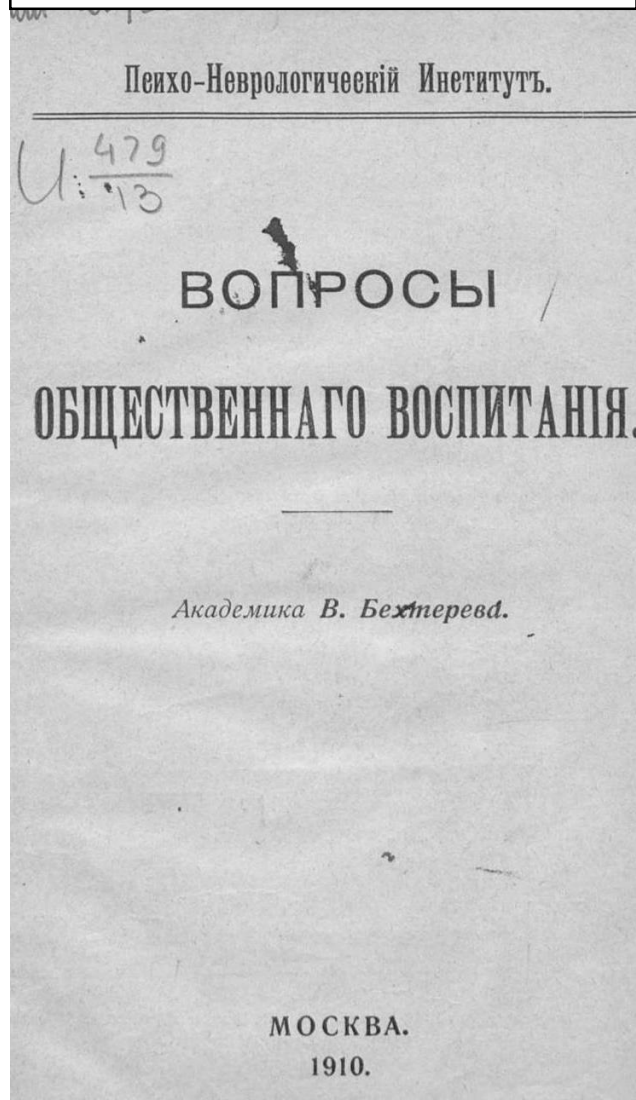 Психо-Неврологическій Институтъ.
И: 479
13
ВОПРОСЫ
ОБЩЕСТВЕННАГО ВОСПИТАНІЯ.
Академика В. Бехтерева.
МОСКВА.
1910.